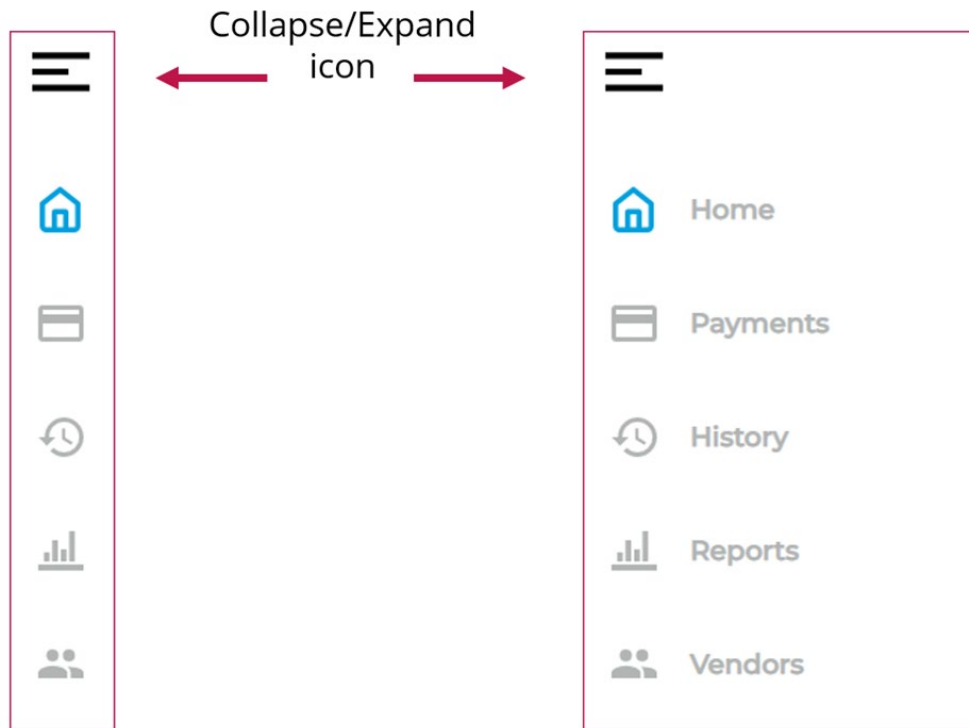 Collapse/Expand
icon
Home
Payments
History
Reports
Vendors